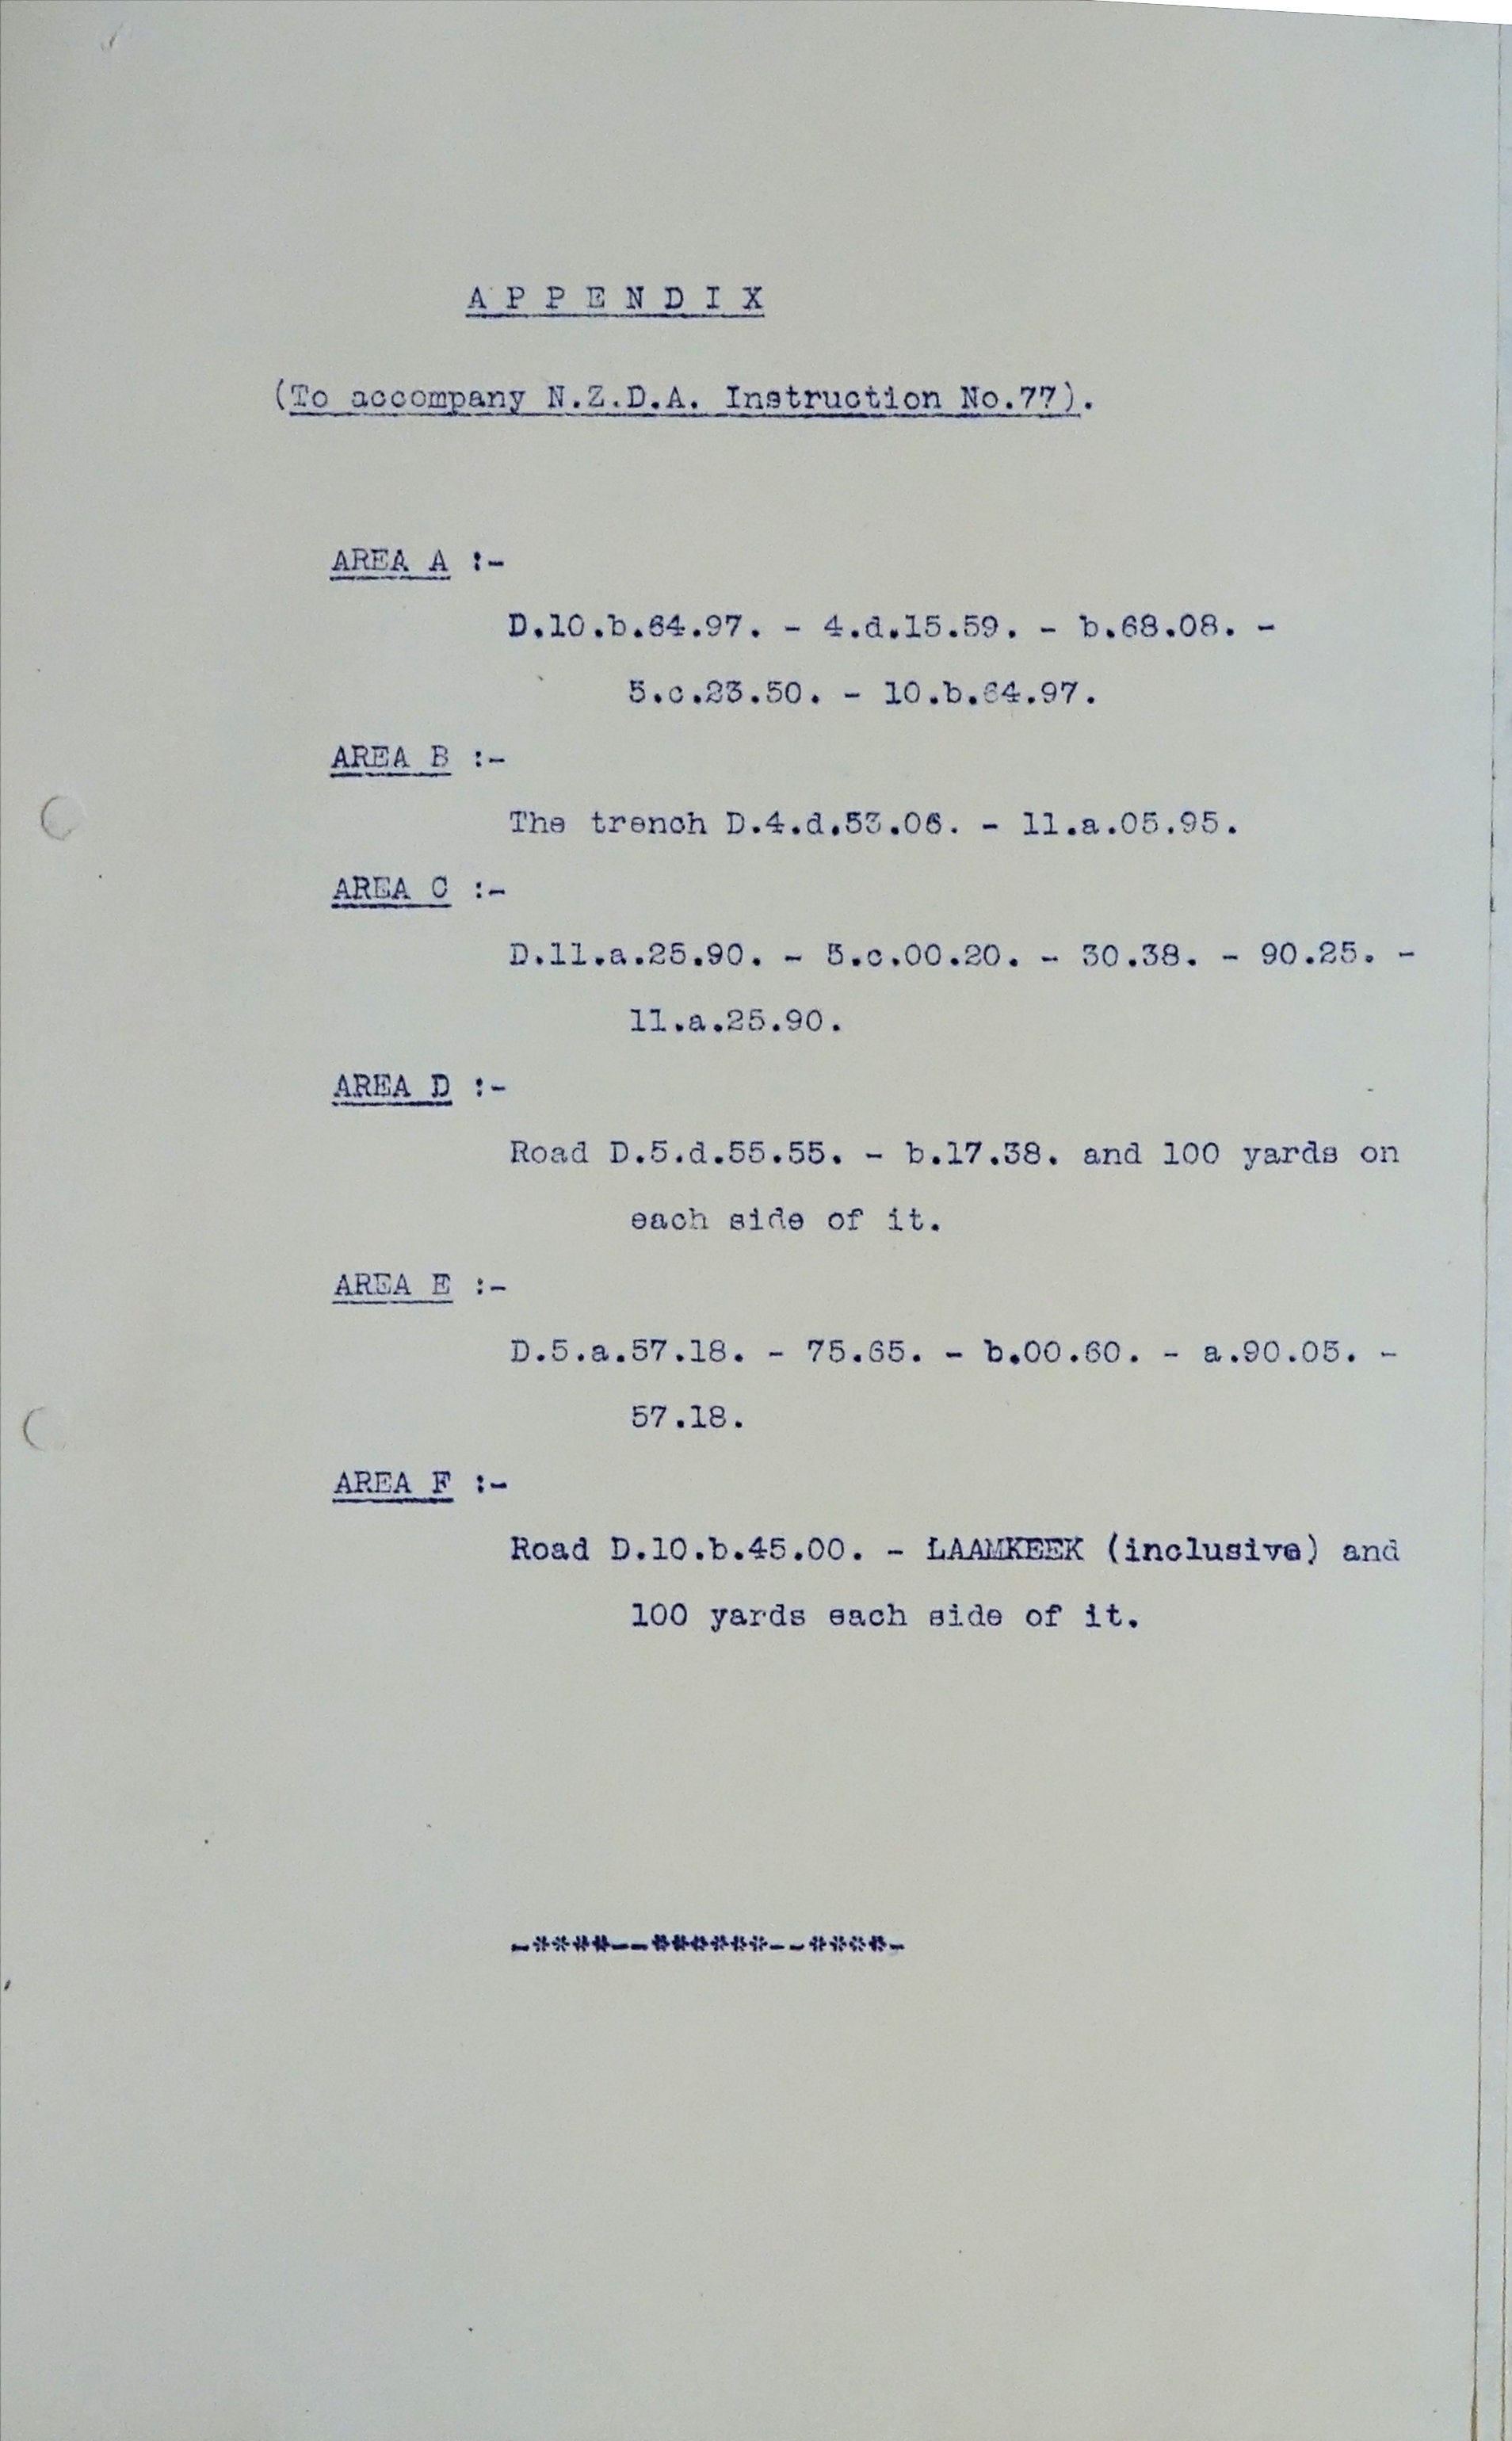 A P P E N D I X
(To accompany N.Z.D.A. Instruction No.77).
AREA A :-
D.10.b.64.97. - 4.d.15.59. - b.68.08. -
5.c.23.50. - 10.b.64.97.
AREA B :-
The trench D.4.d.53.06. - 11.a.05.95.
AREA C :-
D.11.a.25.90. - 5.c.00.20. - 30.38. - 90.25. -
11.a.25.90.
AREA D :-
Road D.5.d.55.55. - b.17.38. and 100 yards on
each side of it.
AREA E :-
D.5.a.57.18. - 75.65. - b.00.60. - a.90.05. -
57.18.
AREA F :-
Road D.10.b.45.00. - LAAMKEEK (inclusive) and
100 yards each side of it.
-****--******--****-